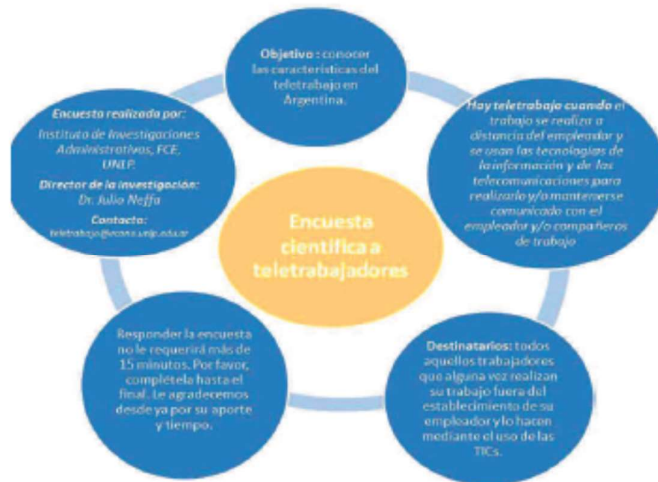 Objetivo : conocer
las características del
teletrabajo en
Argentina.
Hay teletrabajo cuando el
trabajo se realiza a
distancia del empleador y
se usan las tecnologías de
la información y de las
telecomunicaciones para
realizarlo y/o mantenerse
comunicado con el
empleador y/o compañeros
de trabajo
Destinatarios: todos
aquellos trabajadores
que alguna vez realizan
su trabajo fuera del
establecimiento de su
empleador y lo hacen
mediante el uso de las
TICs.
Responder la encuesta
no le requerirá más de
15 minutos. Por favor,
complétela hasta el
final. Le agradecemos
desde ya por su aporte
y tiempo.
Encuesta realizada por:
Instituto de Investigaciones
Administrativas, FCE,
UNLP.
Director de la investigación:
Dr. Julio Neffa
Contacto:
teletrabajo@econo.unlp.edu.ar
Encuesta
científica a
teletrabajadores